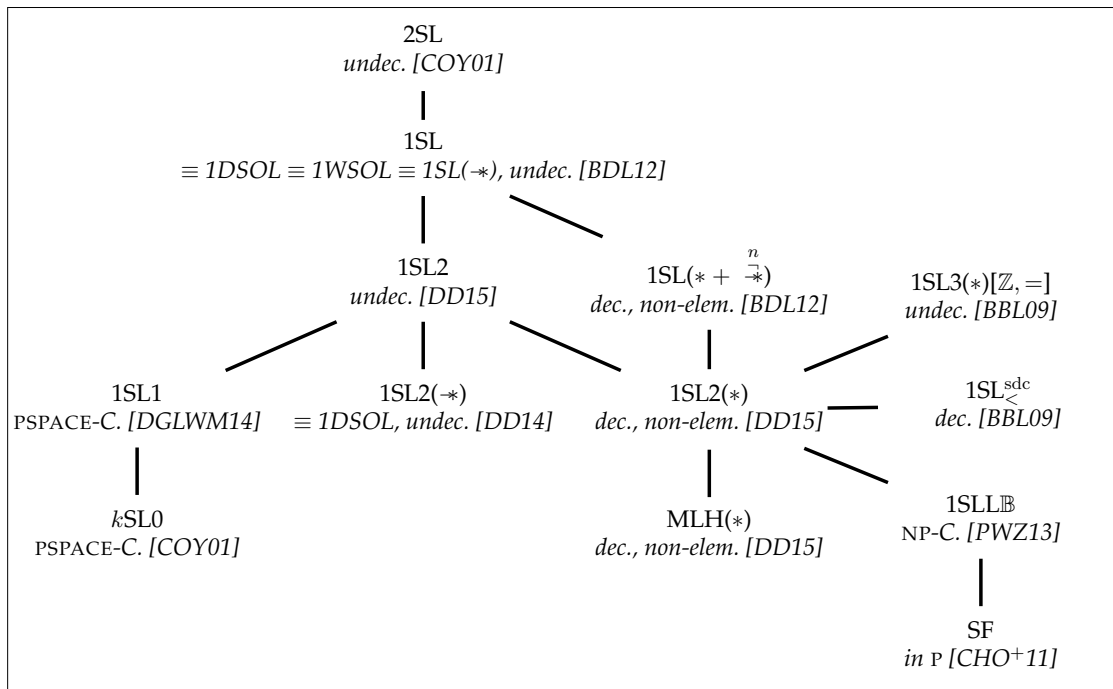 2SL
undec. [COY01]
1SL
≡ 1DSOL ≡ 1WSOL ≡ 1SL(-∗), undec. [BDL12]
1SL2
undec. [DD15]
1SL(∗ + n¬-∗)
dec., non-elem. [BDL12]
1SL3(∗)[ℤ, =]
undec. [BBL09]
1SL1
PSPACE-C. [DGLWM14]
1SL2(-∗)
≡ 1DSOL, undec. [DD14]
1SL2(∗)
dec., non-elem. [DD15]
1SL<sdc
dec. [BBL09]
kSL0
PSPACE-C. [COY01]
MLH(∗)
dec., non-elem. [DD15]
1SLL𝔹
NP-C. [PWZ13]
SF
in P [CHO+11]